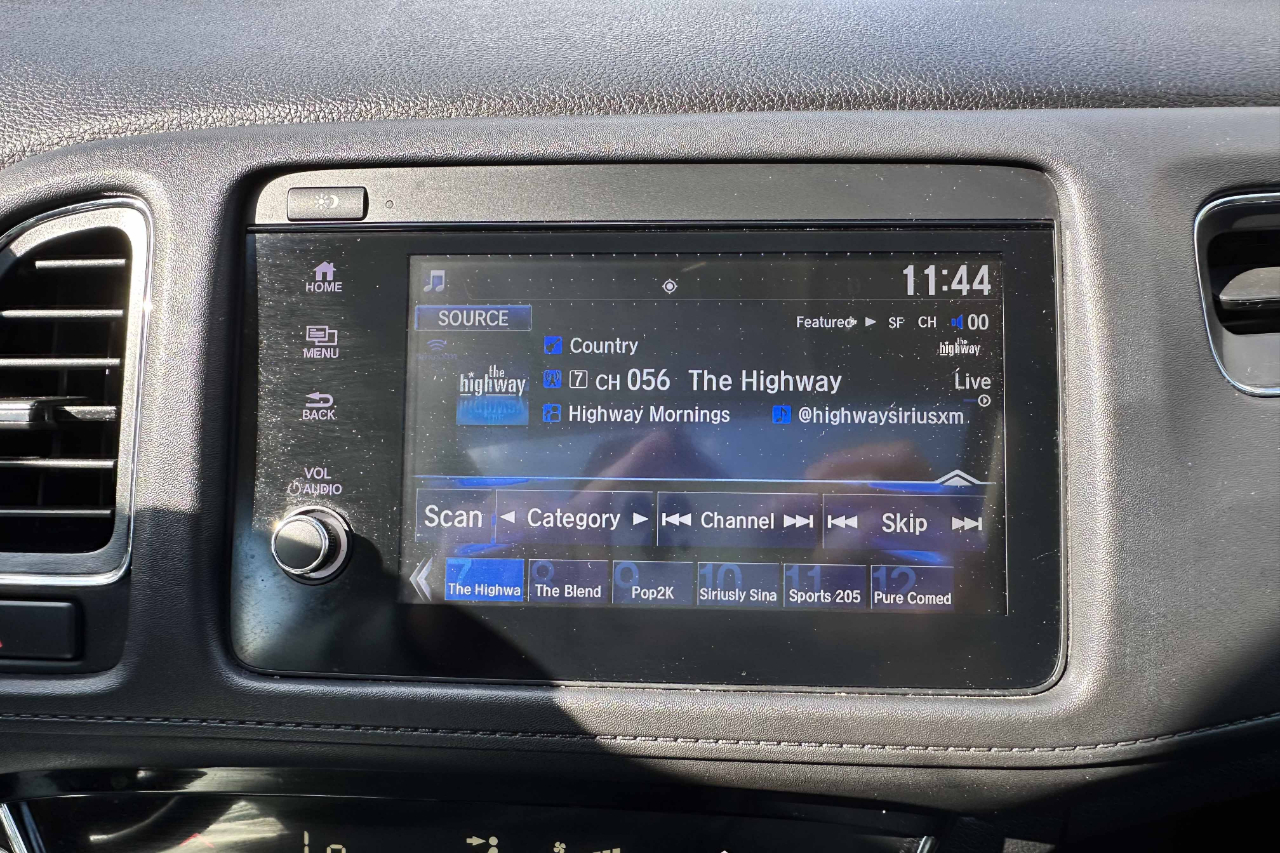 HOME
MENU
BACK
VOL
AUDIO
11:44
SOURCE
Featured SF CH 00
the highway
Country
the highway
7 CH 056 The Highway
Live
Highway Mornings @highwaysiriusxm
Scan Category Channel Skip
7 8 9 10 11 12
The Highwa The Blend Pop2K Siriusly Sina Sports 205 Pure Comed